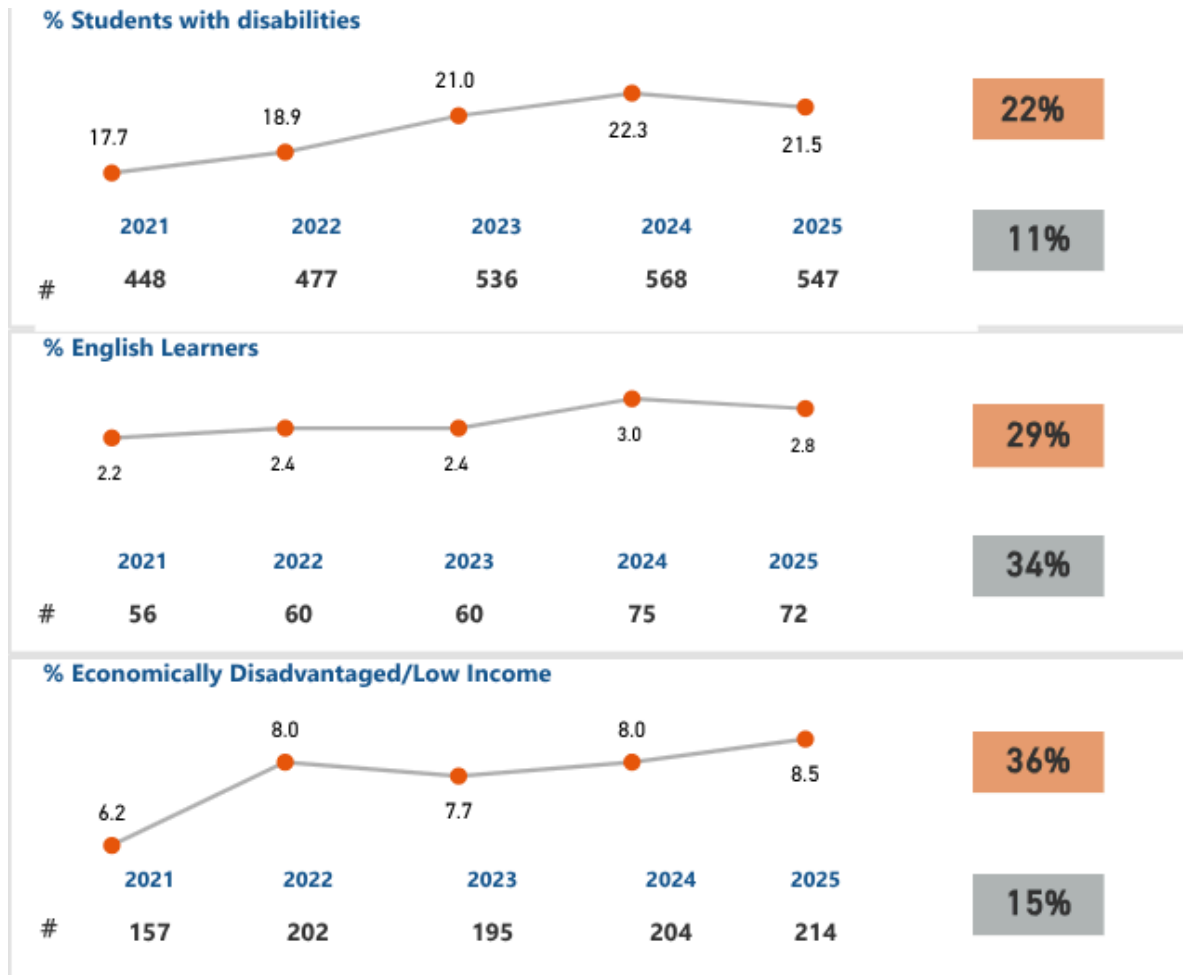 % Students with disabilities
17.7 18.9 21.0 22.3 21.5
22%
2021 2022 2023 2024 2025
11%
# 448 477 536 568 547
% English Learners
2.2 2.4 2.4 3.0 2.8
29%
2021 2022 2023 2024 2025
34%
# 56 60 60 75 72
% Economically Disadvantaged/Low Income
6.2 8.0 7.7 8.0 8.5
36%
2021 2022 2023 2024 2025
15%
# 157 202 195 204 214